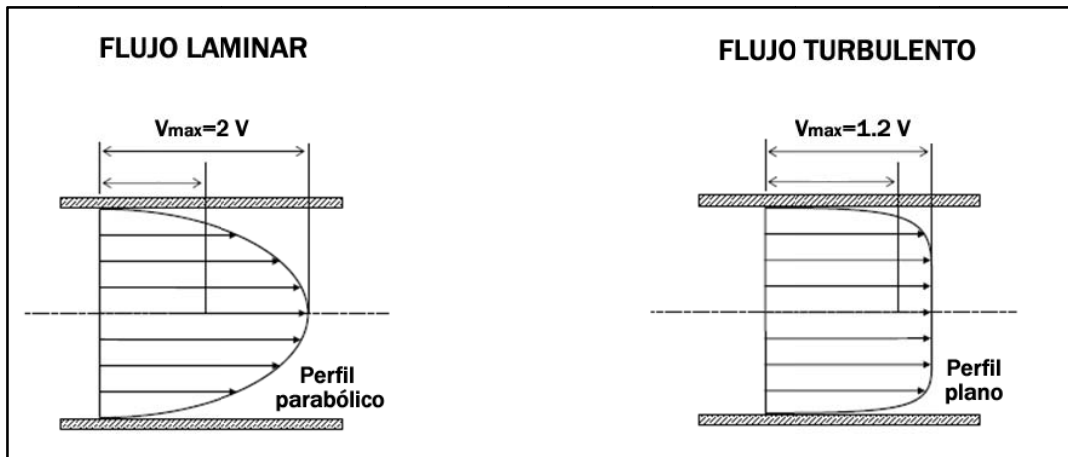 FLUJO LAMINAR
FLUJO TURBULENTO
Vmax=2 V
Vmax=1.2 V
Perfil
parabólico
Perfil
plano